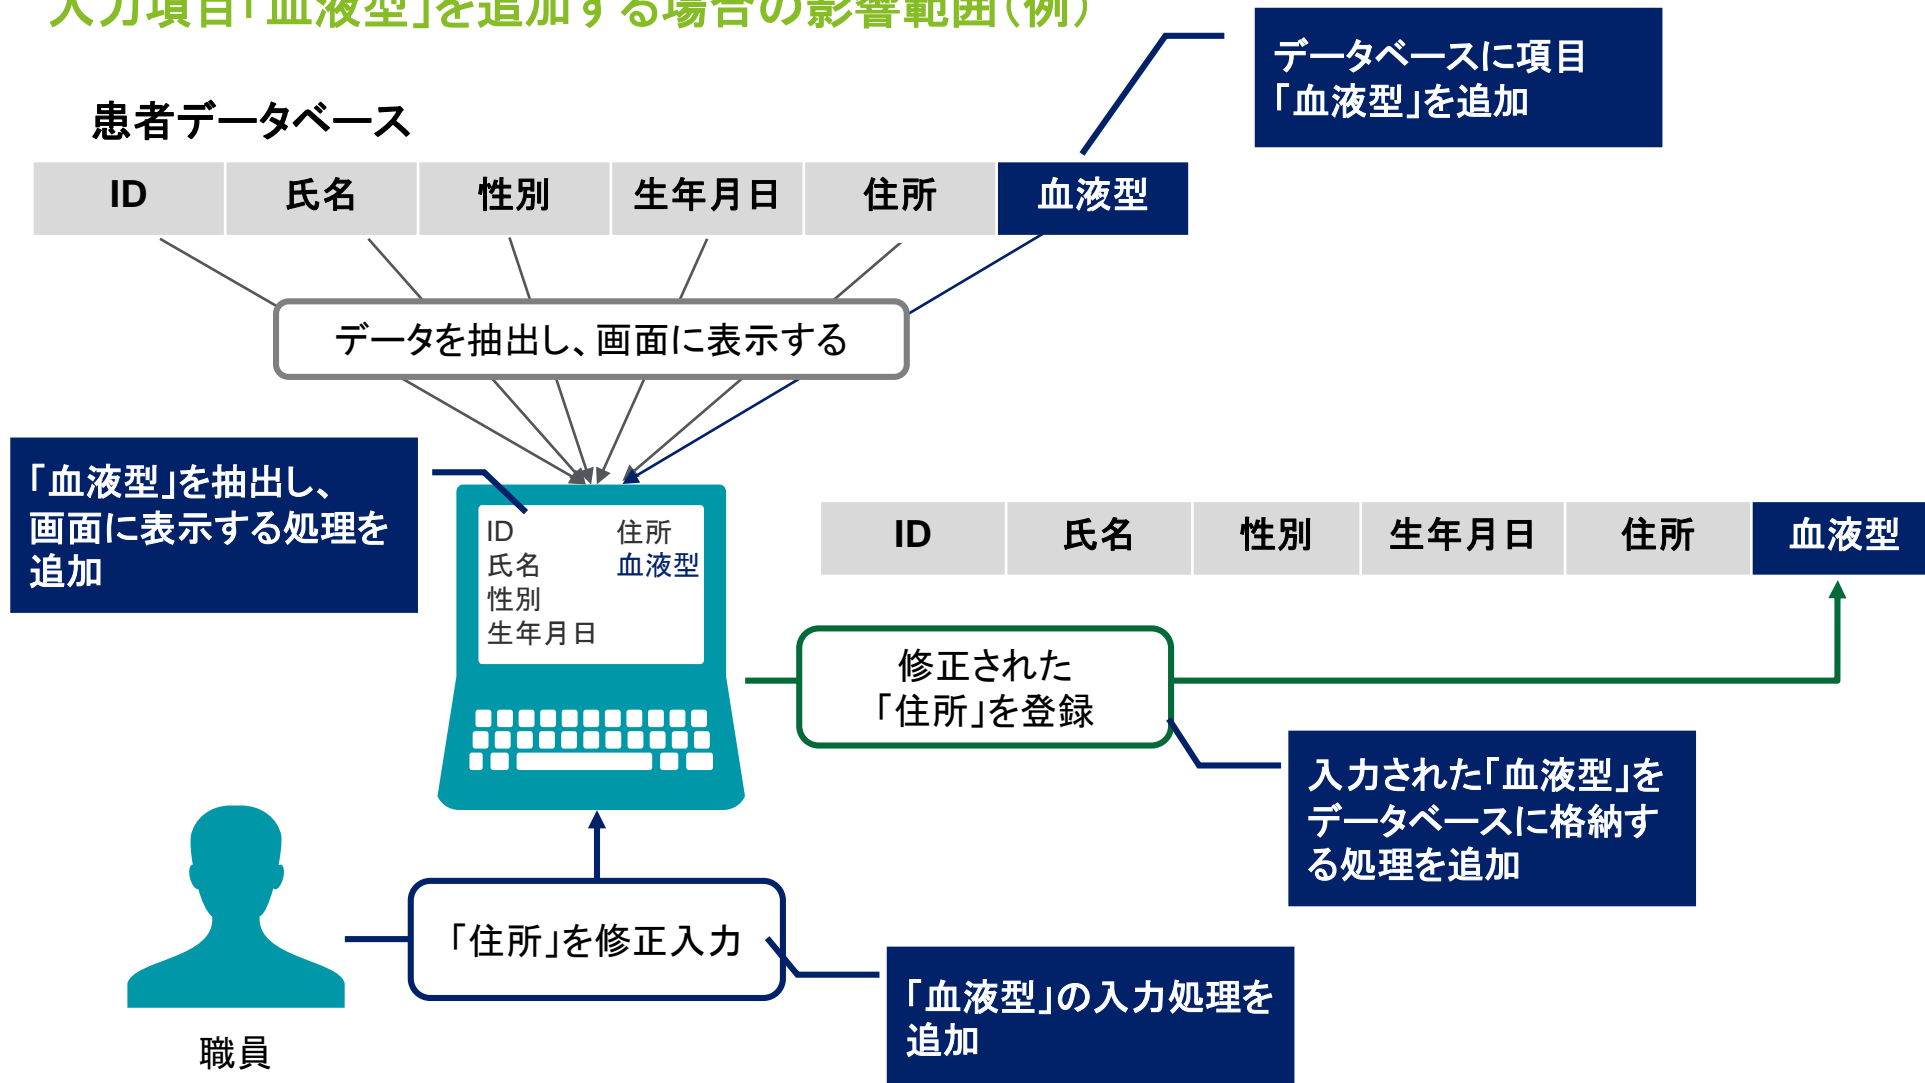 入力項目「血液型」を追加する場合の影響範囲（例）
データベースに項目
「血液型」を追加
患者データベース
ID 氏名 性別 生年月日 住所 血液型
データを抽出し、画面に表示する
「血液型」を抽出し、
画面に表示する処理を
追加
ID 住所
氏名 血液型
性別
生年月日
ID 氏名 性別 生年月日 住所 血液型
修正された
「住所」を登録
入力された「血液型」を
データベースに格納す
る処理を追加
「住所」を修正入力
「血液型」の入力処理を
追加
職員